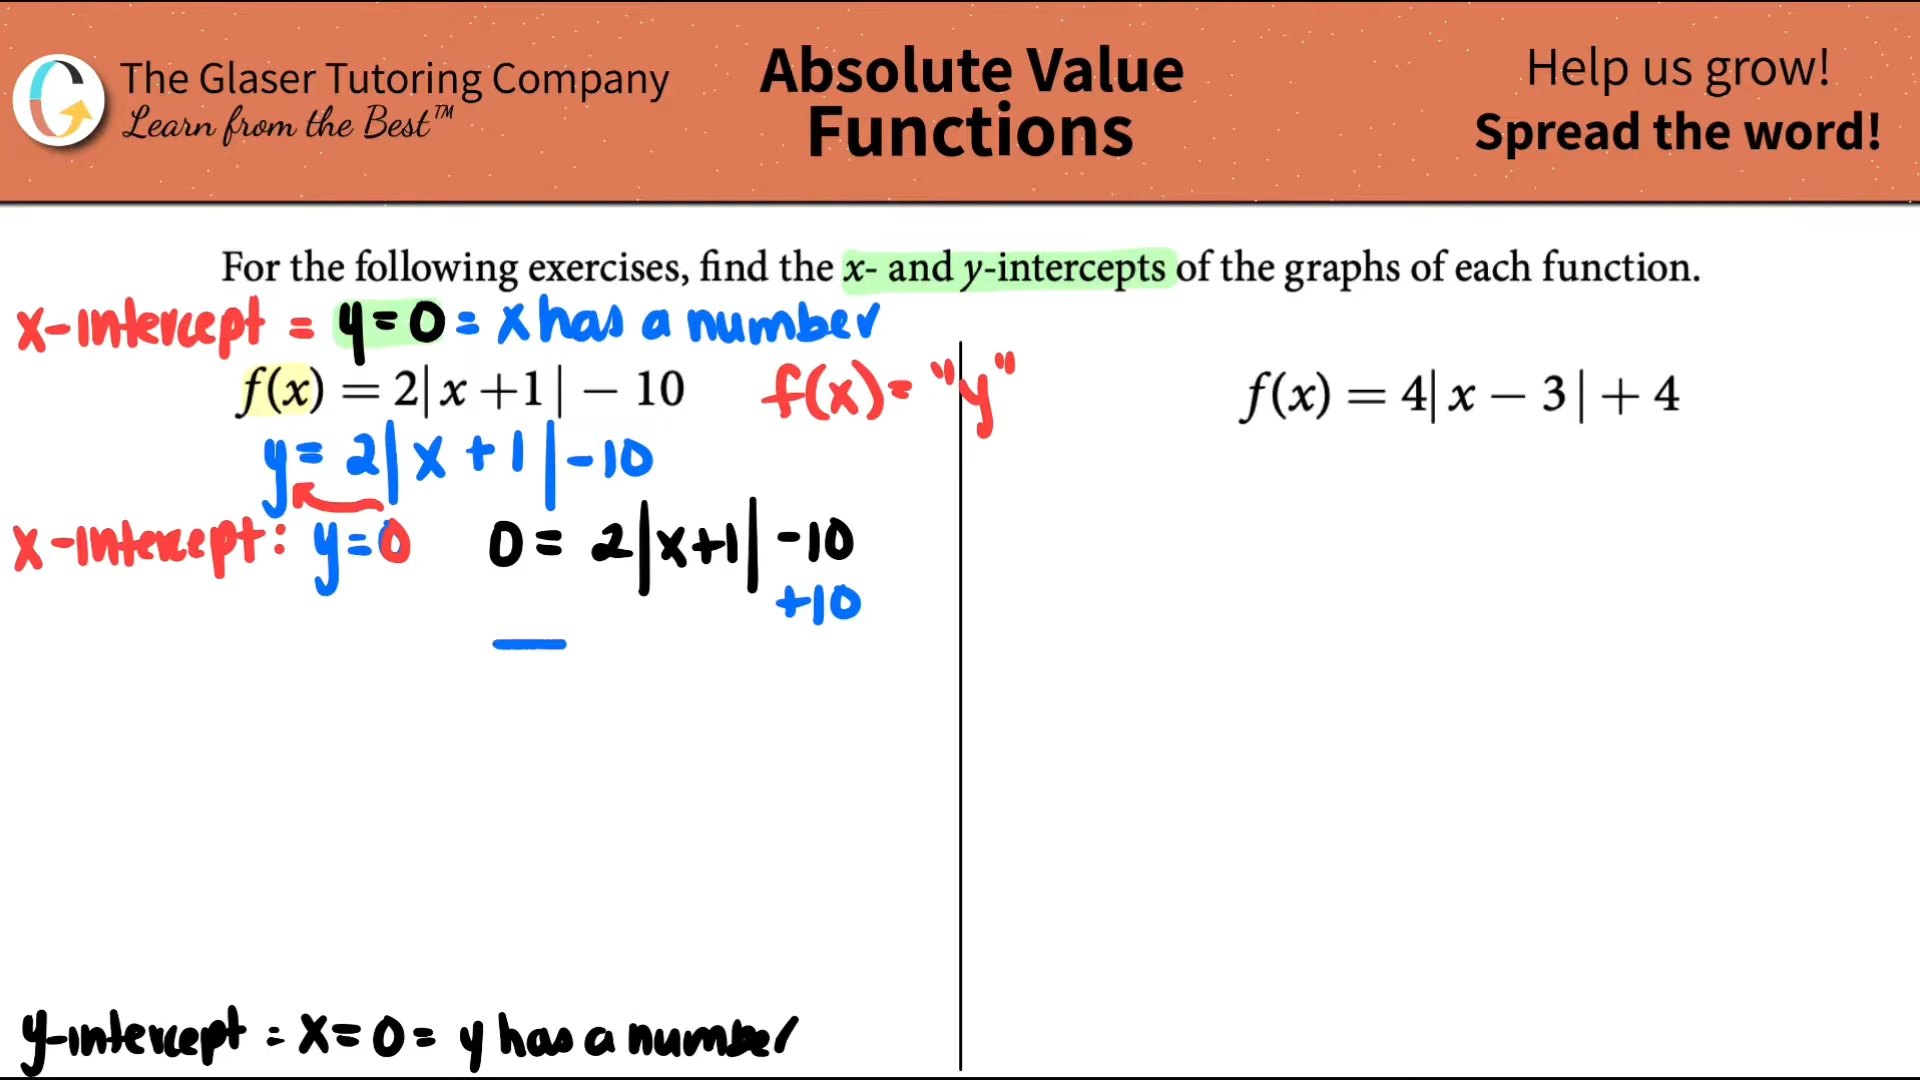 The Glaser Tutoring Company
Learn from the Best™
Absolute Value
Functions
Help us grow!
Spread the word!
For the following exercises, find the x- and y-intercepts of the graphs of each function.
x-intercept = y=0 = x has a number
f(x) = 2|x+1| − 10
f(x)= "y"
y= 2|x+1|-10
x-intercept: y=0
0= 2|x+1|-10
+10
y-intercept = x=0= y has a number
f(x) = 4|x − 3| + 4